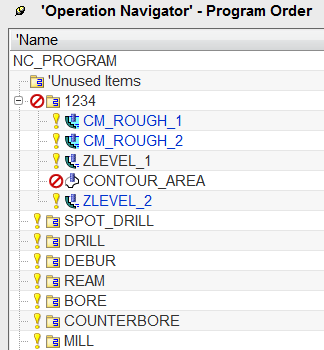 'Operation Navigator' - Program Order
'Name
NC_PROGRAM
'Unused Items
1234
CM_ROUGH_1
CM_ROUGH_2
ZLEVEL_1
CONTOUR_AREA
ZLEVEL_2
SPOT_DRILL
DRILL
DEBUR
REAM
BORE
COUNTERBORE
MILL